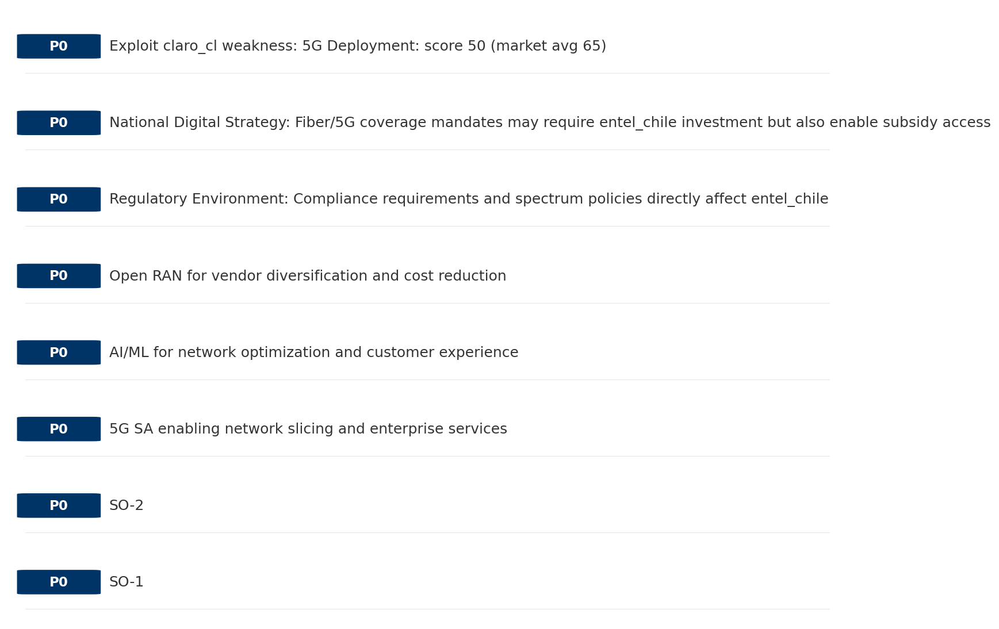 P0 Exploit claro_cl weakness: 5G Deployment: score 50 (market avg 65)
P0 National Digital Strategy: Fiber/5G coverage mandates may require entel_chile investment but also enable subsidy access
P0 Regulatory Environment: Compliance requirements and spectrum policies directly affect entel_chile
P0 Open RAN for vendor diversification and cost reduction
P0 AI/ML for network optimization and customer experience
P0 5G SA enabling network slicing and enterprise services
P0 SO-2
P0 SO-1